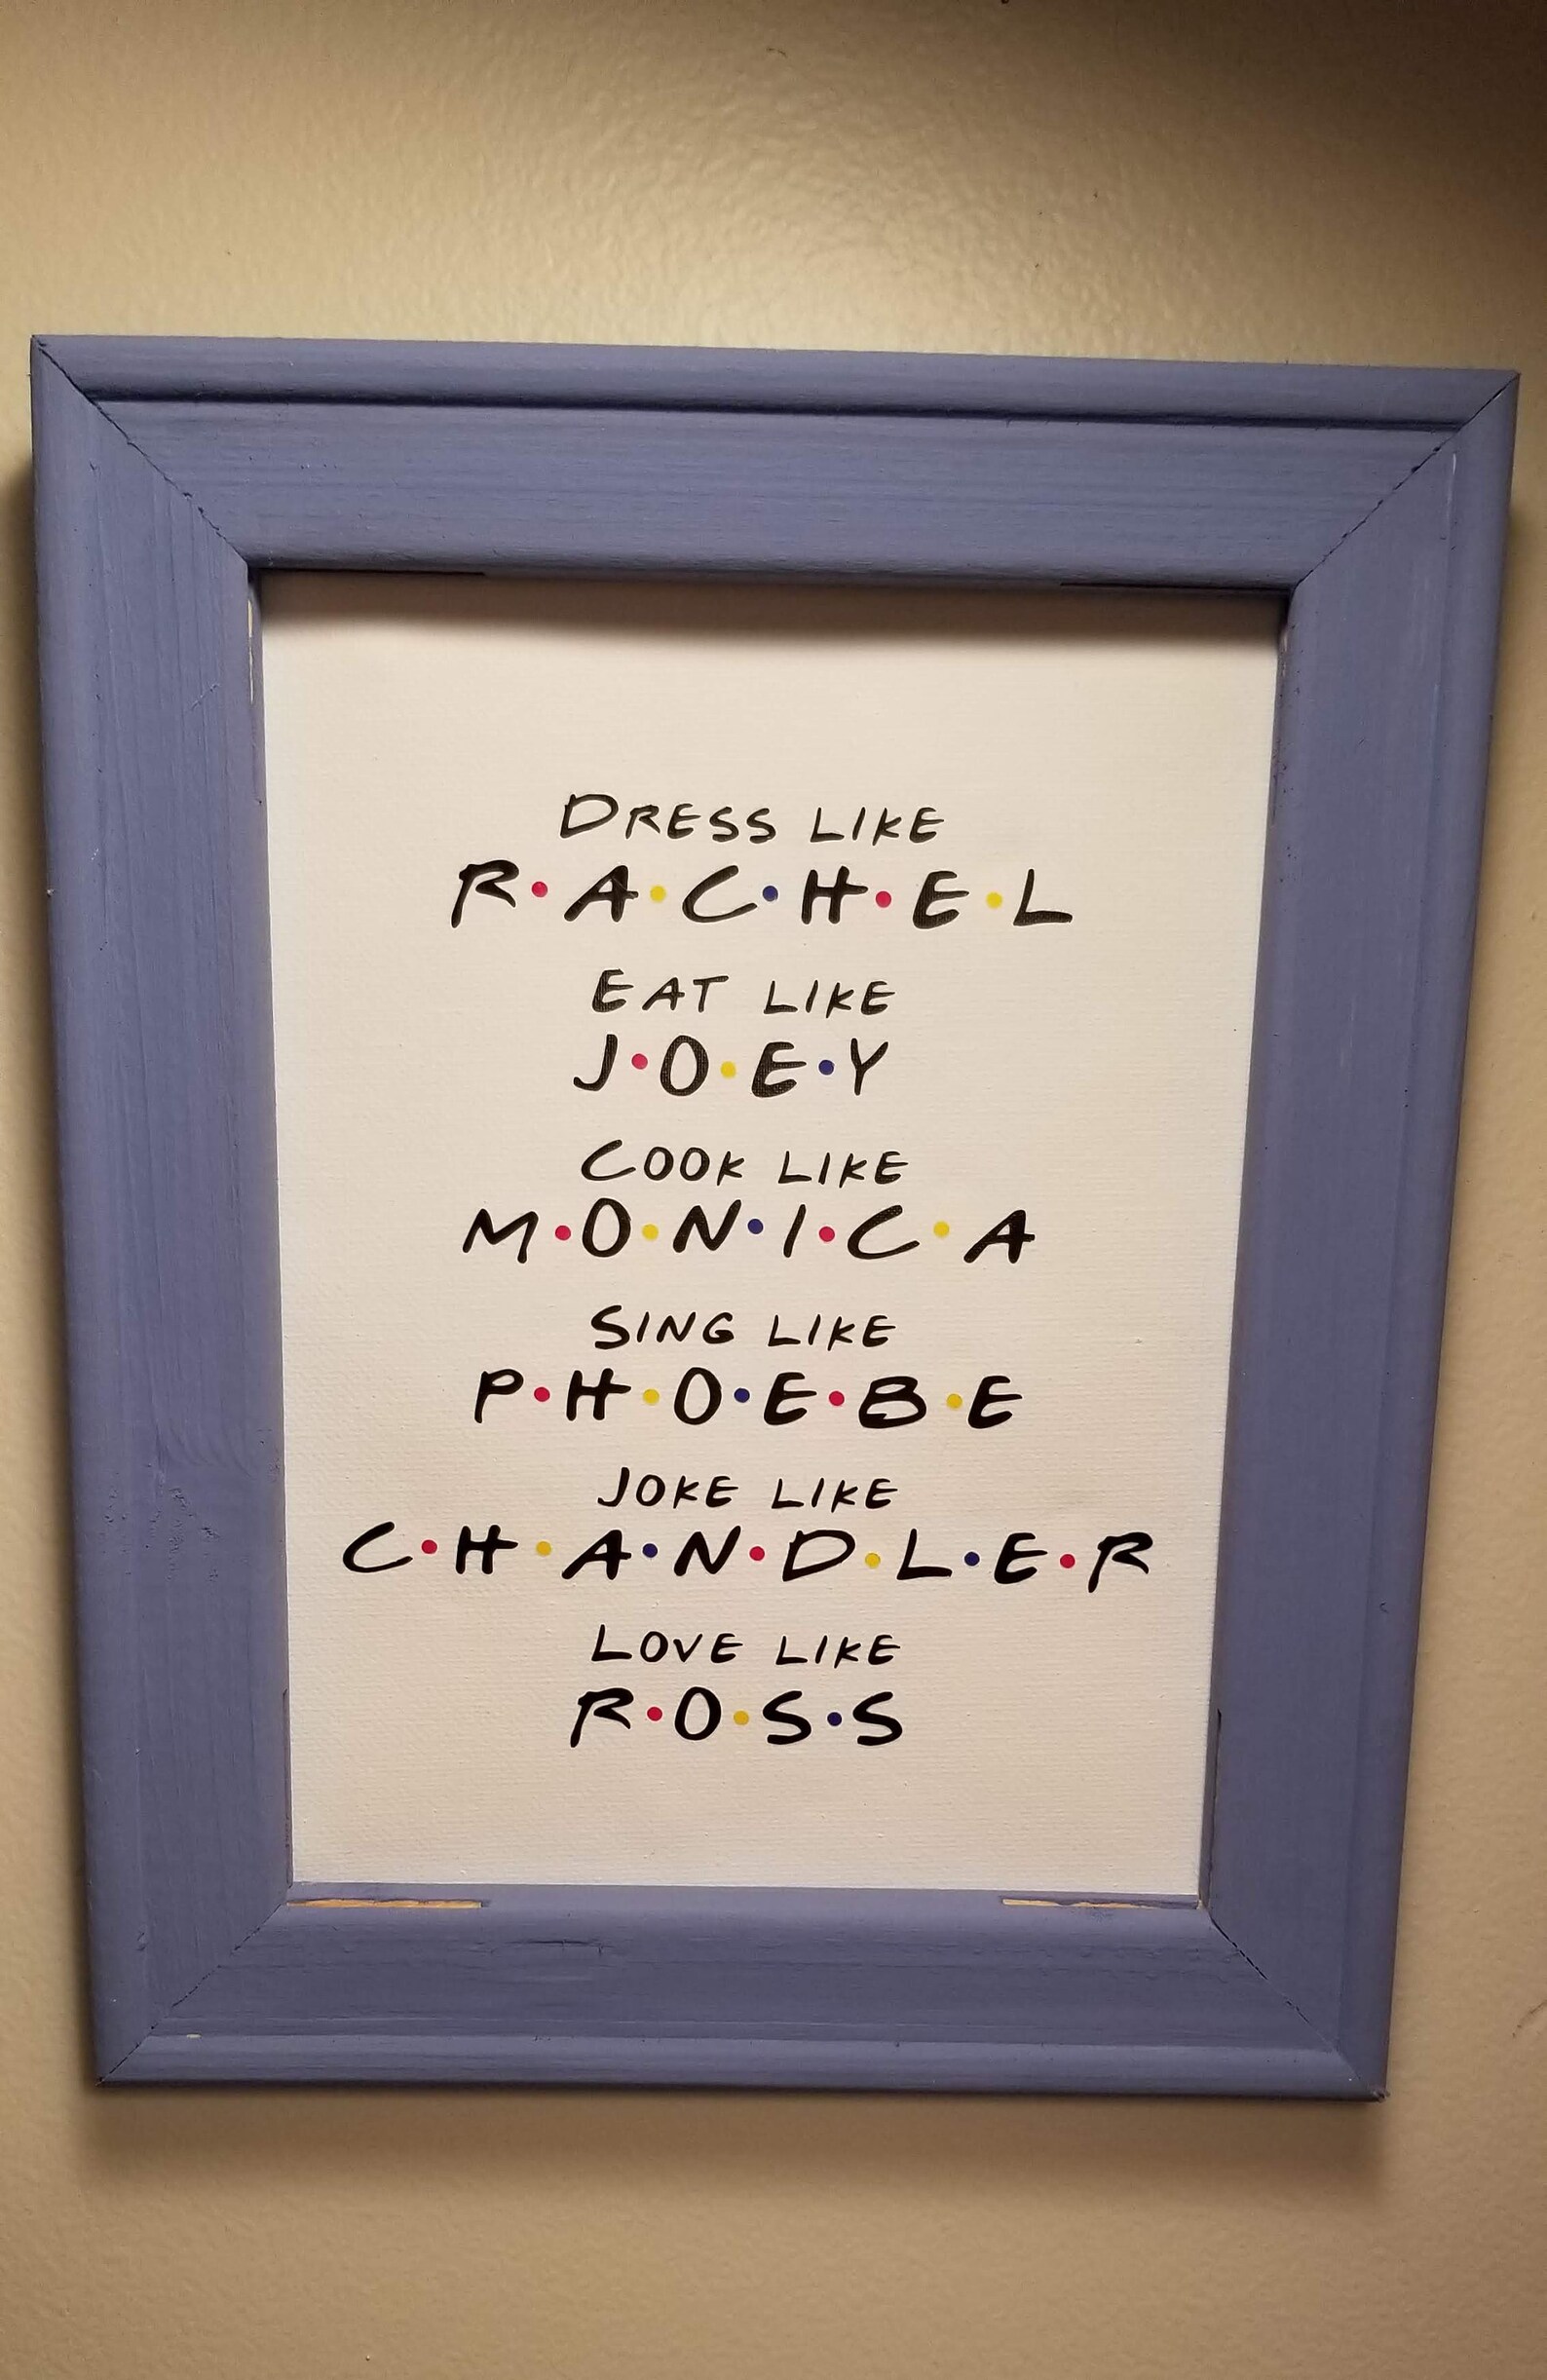 DRESS LIKE
R•A•C•H•E•L
EAT LIKE
J•O•E•Y
COOK LIKE
M•O•N•I•C•A
SING LIKE
P•H•O•E•B•E
JOKE LIKE
C•H•A•N•D•L•E•R
LOVE LIKE
R•O•S•S